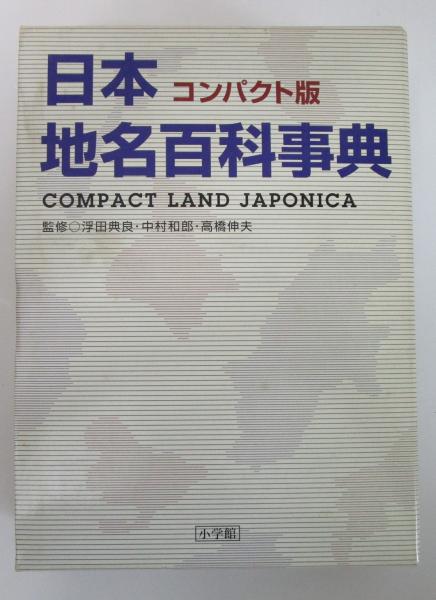 日本 コンパクト版
地名百科事典
COMPACT LAND JAPONICA
監修○浮田典良・中村和郎・高橋伸夫
小学館